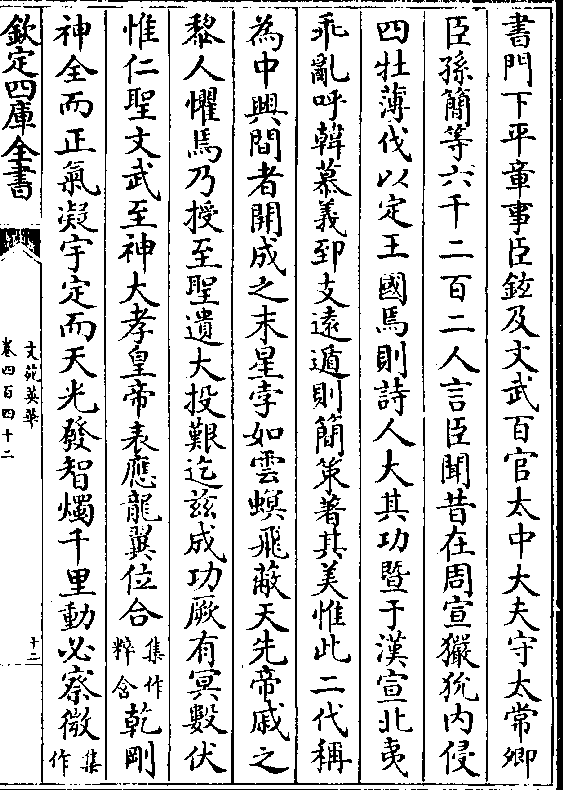 書門下平章事臣鉉及文武百官太中大夫守太常卿
臣孫簡等六千二百二人言臣聞昔在周宣玁狁内侵
四牡薄伐以定王國焉則詩人大其功暨于漢宣北夷
乖亂呼韓慕義郅支遠遁則簡策著其美惟此二代稱
為中興間者開成之末星孛如雲螟飛蔽天先帝戚之
黎人懼焉乃授至聖遺大投艱迄兹成功厥有冥數伏
惟仁聖文武至神大孝皇帝表應龍翼位合集作粹含乾剛
神全而正氣凝宇定而天光發智燭千里動必察微集作
欽定四庫全書
文苑英華
卷四百四十二
十二